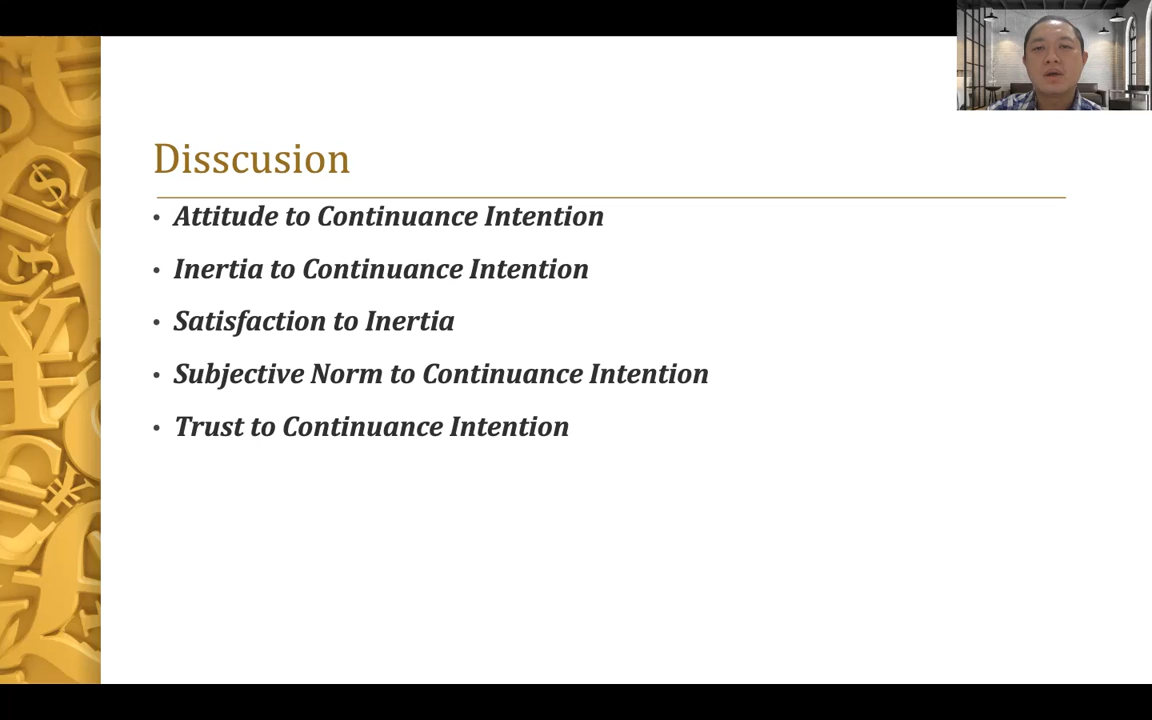 Disscusion
• Attitude to Continuance Intention
• Inertia to Continuance Intention
• Satisfaction to Inertia
• Subjective Norm to Continuance Intention
• Trust to Continuance Intention